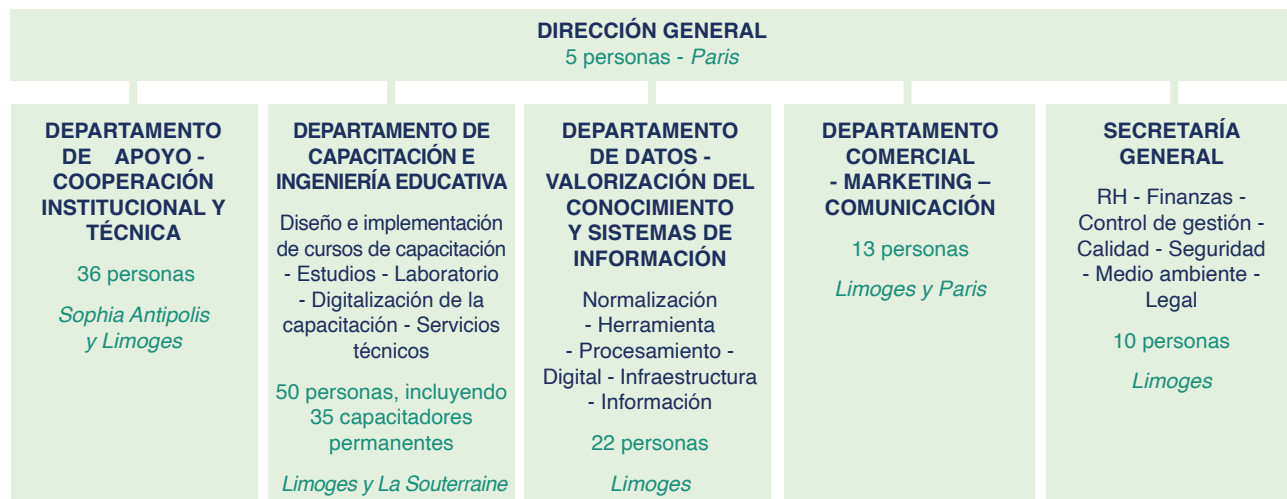 DIRECCIÓN GENERAL
5 personas - Paris
DEPARTAMENTO
DE APOYO -
COOPERACIÓN
INSTITUCIONAL Y
TÉCNICA
36 personas
Sophia Antipolis
y Limoges
DEPARTAMENTO DE
CAPACITACIÓN E
INGENIERÍA EDUCATIVA
Diseño e implementación
de cursos de capacitación
- Estudios - Laboratorio
- Digitalización de la
capacitación - Servicios
técnicos
50 personas, incluyendo
35 capacitadores
permanentes
Limoges y La Souterraine
DEPARTAMENTO
DE DATOS -
VALORIZACIÓN DEL
CONOCIMIENTO
Y SISTEMAS DE
INFORMACIÓN
Normalización
- Herramienta
- Procesamiento -
Digital - Infraestructura
- Información
22 personas
Limoges
DEPARTAMENTO
COMERCIAL
- MARKETING –
COMUNICACIÓN
13 personas
Limoges y Paris
SECRETARÍA
GENERAL
RH - Finanzas -
Control de gestión -
Calidad - Seguridad
- Medio ambiente -
Legal
10 personas
Limoges